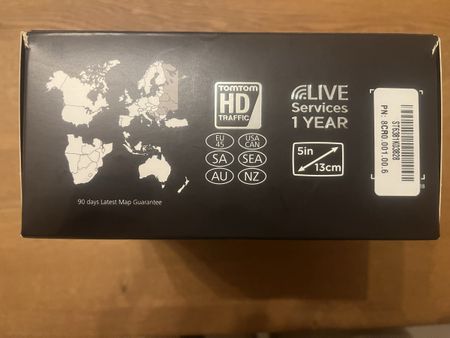 TOMTOM
HD
TRAFFIC
LIVE
Services
1 YEAR
EU
45
USA
CAN
SA
SEA
AU
NZ
5in
13cm
90 days Latest Map Guarantee
ST6381K03828
PN: 8CR0.001.00.6